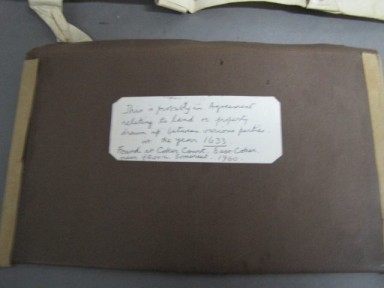 This is probably an Agreement
relating to Land or property
drawn up between various parties
in the year 1633
Found at Coker Court, East Coker
near Yeovil Somerset. 1960